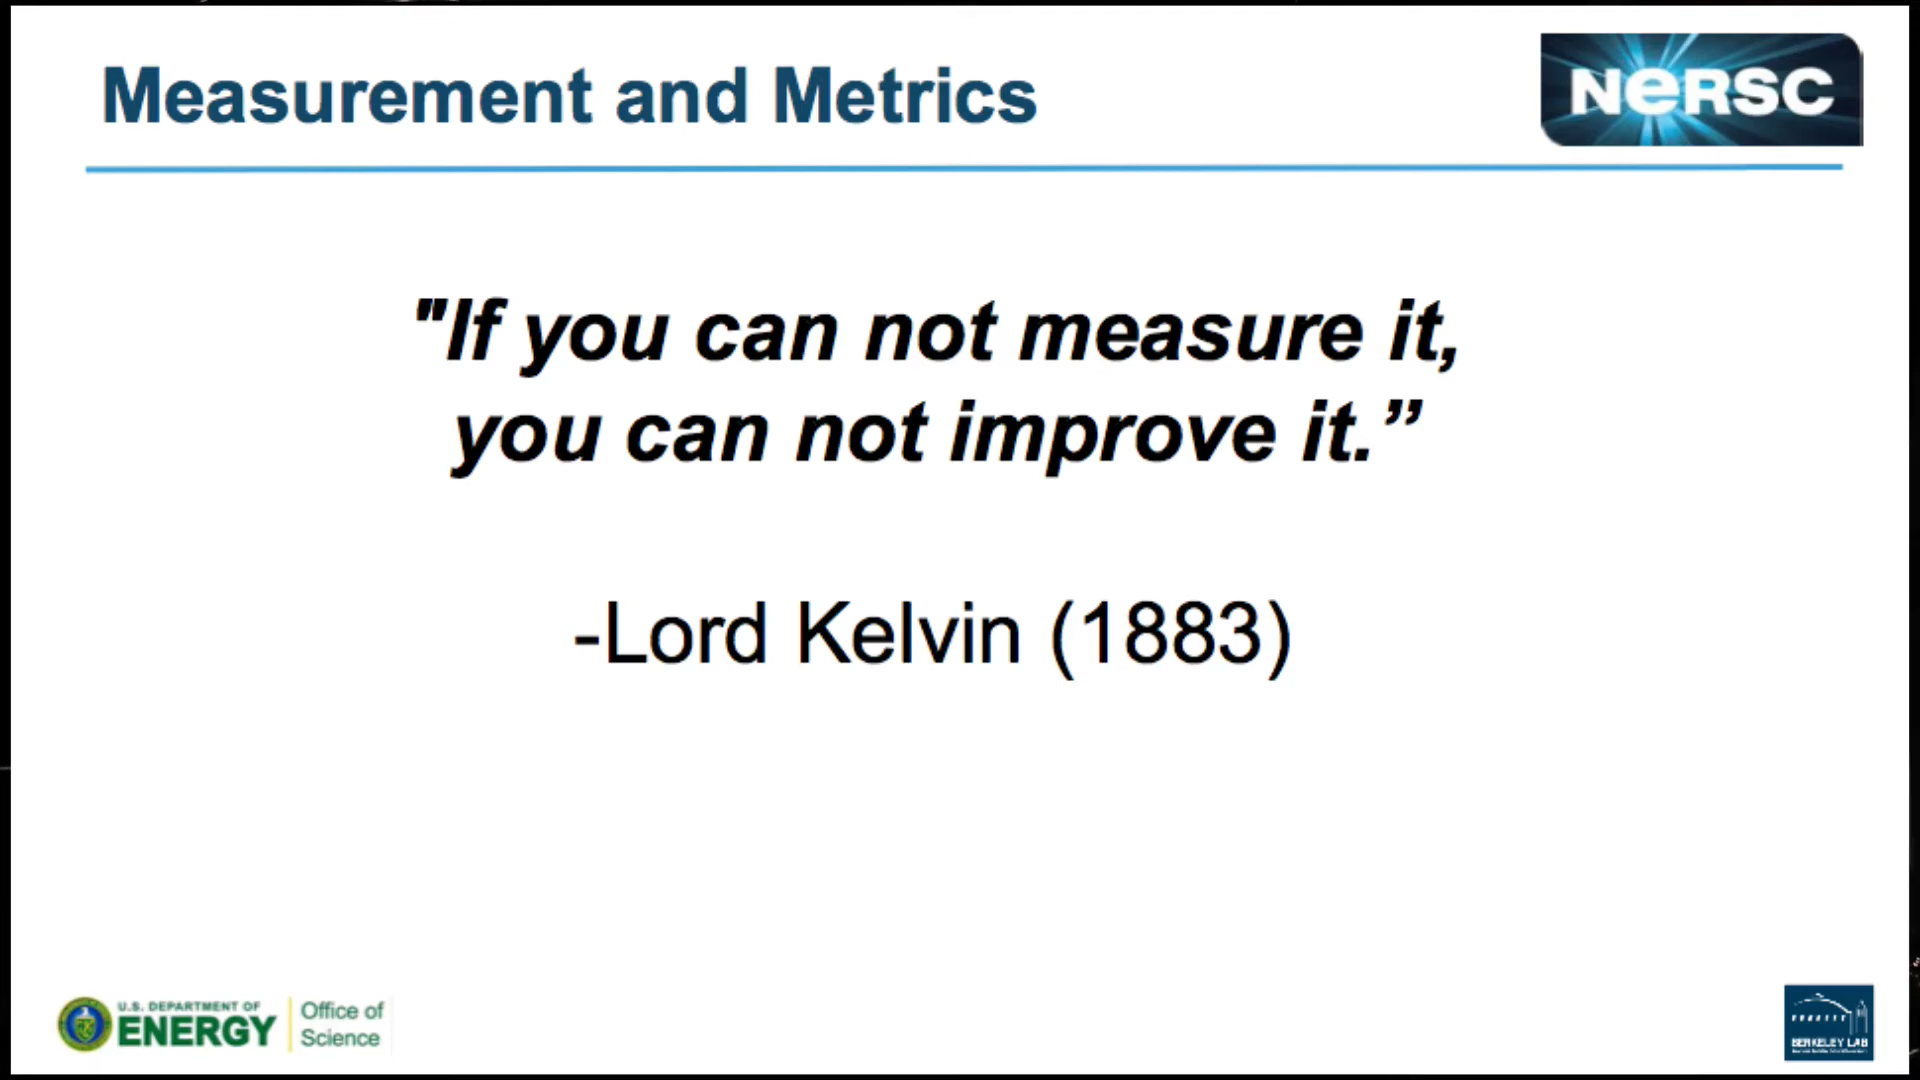 Measurement and Metrics
NERSC
"If you can not measure it,
you can not improve it.”
-Lord Kelvin (1883)
U.S. DEPARTMENT OF
ENERGY
Office of
Science
BERKELEY LAB